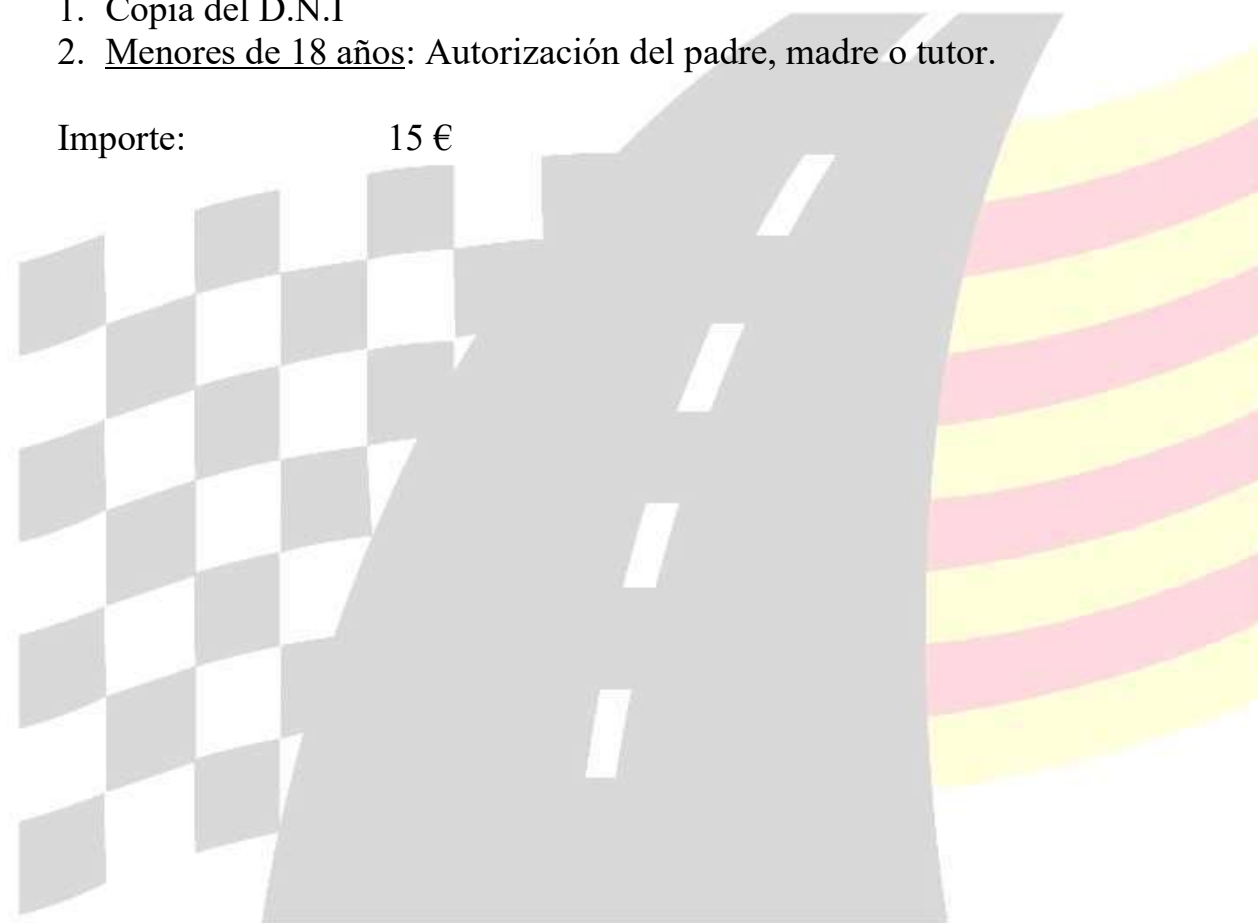 1. Copia del D.N.I
2. Menores de 18 años: Autorización del padre, madre o tutor.
Importe: 15 €